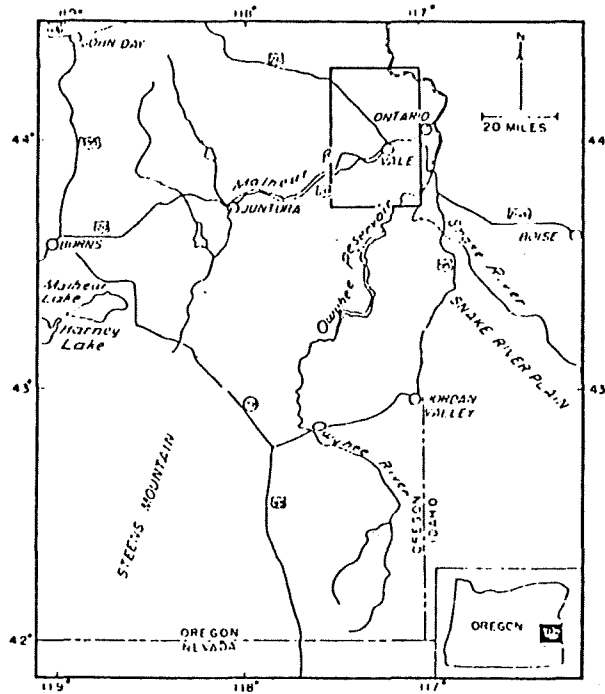 118°
117°
JOHN DAY
N
20 MILES
44°
44°
ONTARIO
VALE
Malheur
JUNTURA
BURNS
BOISE
Malheur
Lake
Harney
Lake
Owyhee Reservoir
Snake River
SNAKE RIVER PLAIN
43°
43°
JORDAN
VALLEY
Owyhee River
STEENS MOUNTAIN
OREGON
IDAHO
OREGON
NEVADA
42°
OREGON
119°
118°
117°